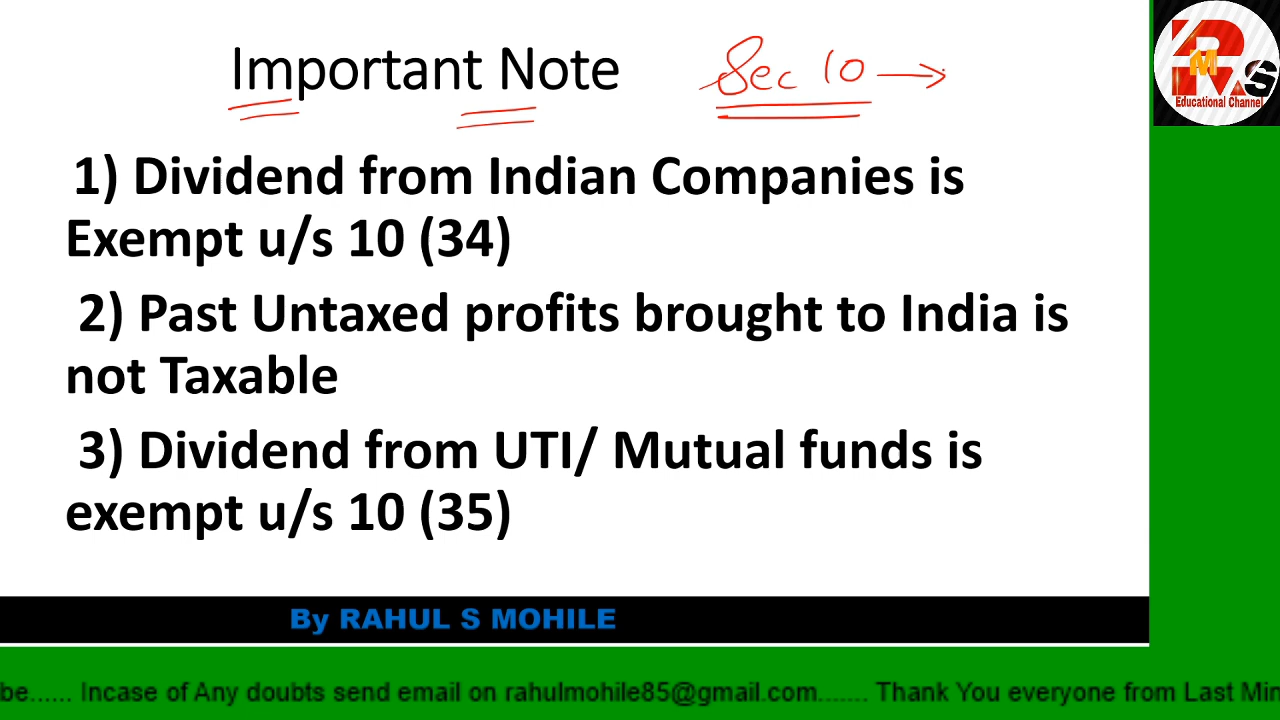 Important Note Sec 10 →
RMS
Educational Channel
1) Dividend from Indian Companies is
Exempt u/s 10 (34)
2) Past Untaxed profits brought to India is
not Taxable
3) Dividend from UTI/ Mutual funds is
exempt u/s 10 (35)
By RAHUL S MOHILE
be...... Incase of Any doubts send email on rahulmohile85@gmail.com....... Thank You everyone from Last Min